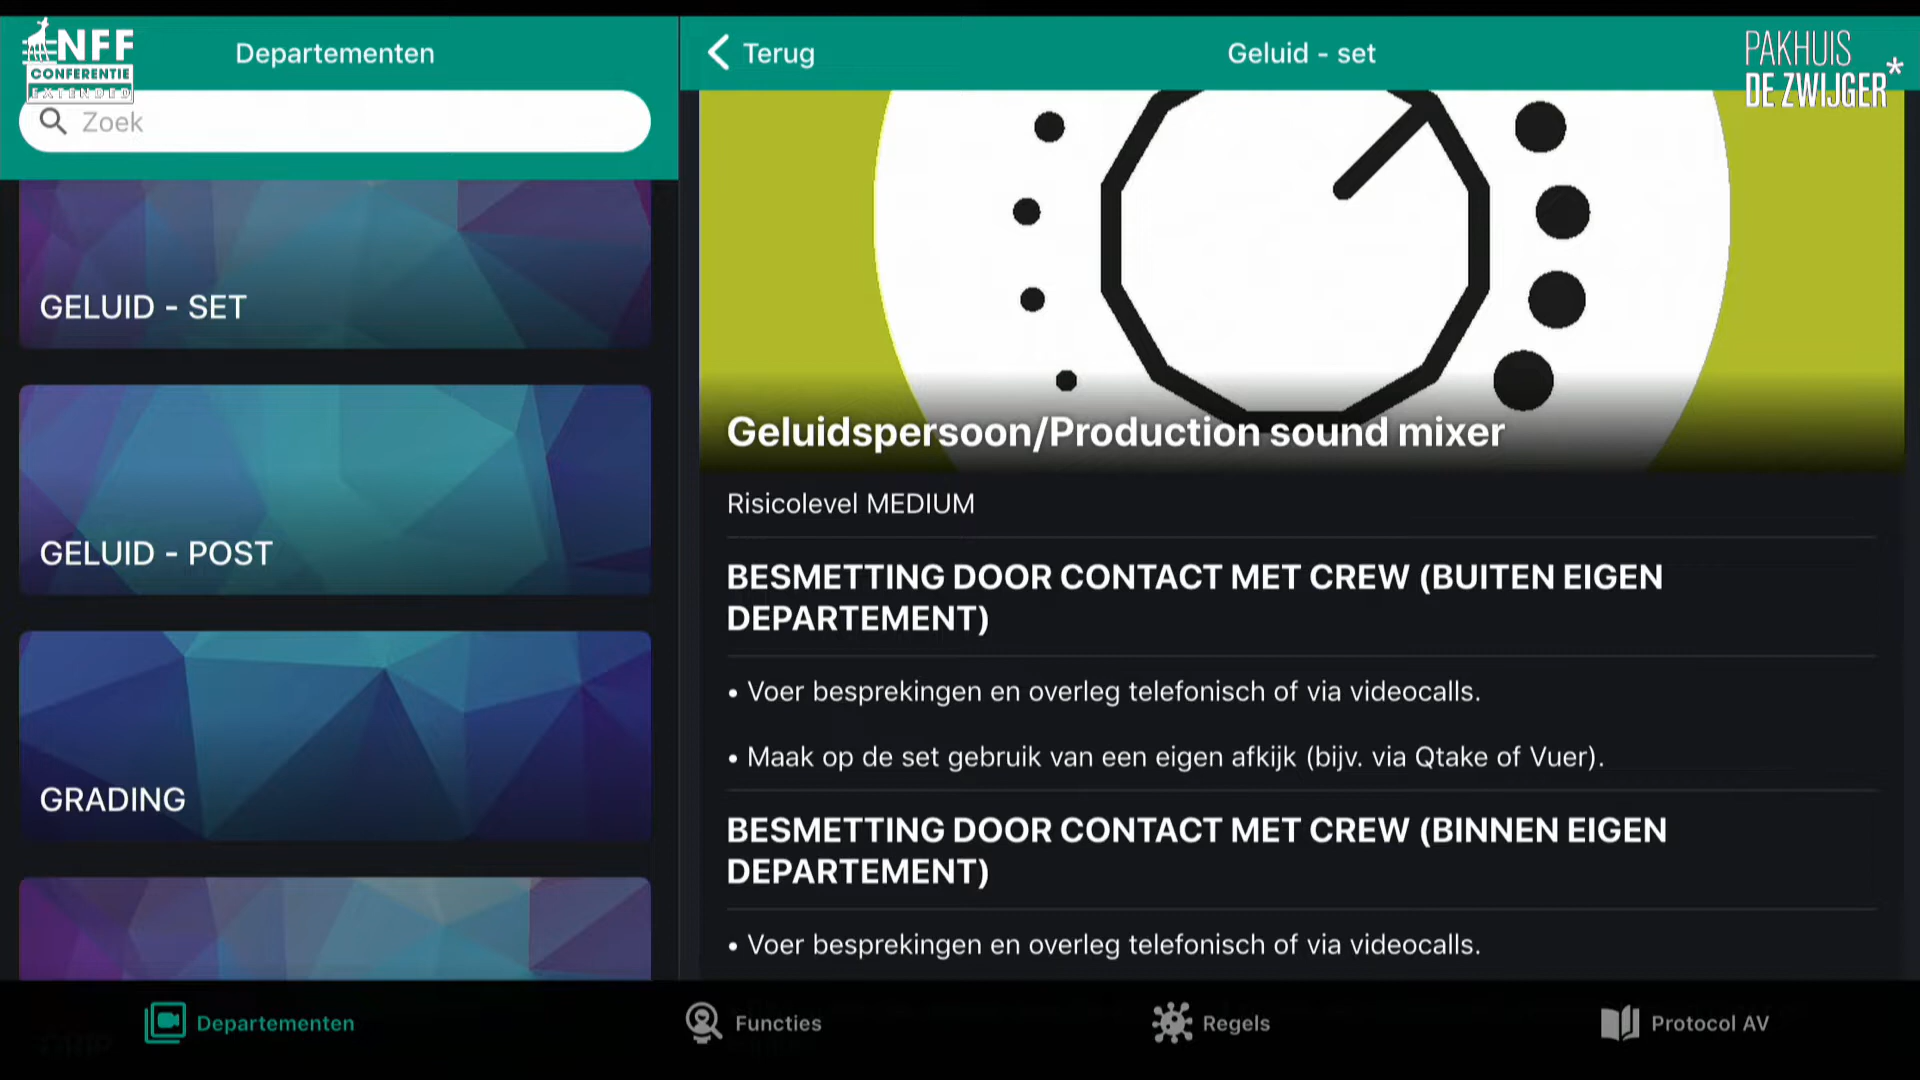 NFF
CONFERENTIE
EXTENDED
Departementen
Zoek
GELUID - SET
GELUID - POST
GRADING
Terug
Geluid - set
PAKHUIS
DE ZWIJGER*
Geluidspersoon/Production sound mixer
Risicolevel MEDIUM
BESMETTING DOOR CONTACT MET CREW (BUITEN EIGEN
DEPARTEMENT)
• Voer besprekingen en overleg telefonisch of via videocalls.
• Maak op de set gebruik van een eigen afkijk (bijv. via Qtake of Vuer).
BESMETTING DOOR CONTACT MET CREW (BINNEN EIGEN
DEPARTEMENT)
• Voer besprekingen en overleg telefonisch of via videocalls.
Departementen
Functies
Regels
Protocol AV